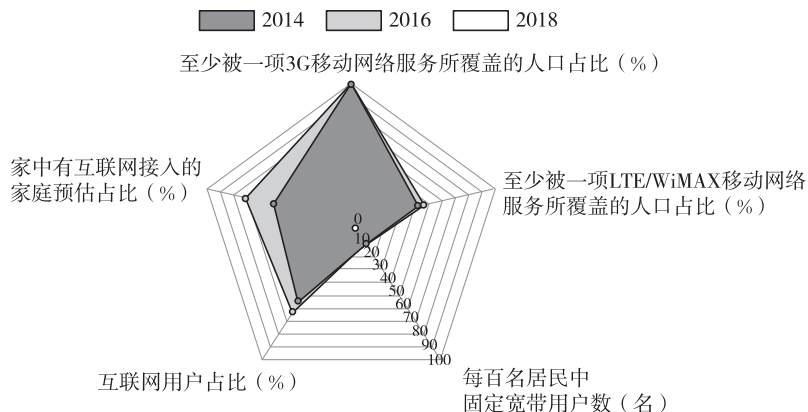 2014 2016 2018
至少被一项3G移动网络服务所覆盖的人口占比（%）
家中有互联网接入的
家庭预估占比（%）
至少被一项LTE/WiMAX移动网络
服务所覆盖的人口占比（%）
0
10
20
30
40
50
60
70
80
90
100
互联网用户占比（%）
每百名居民中
固定宽带用户数（名）